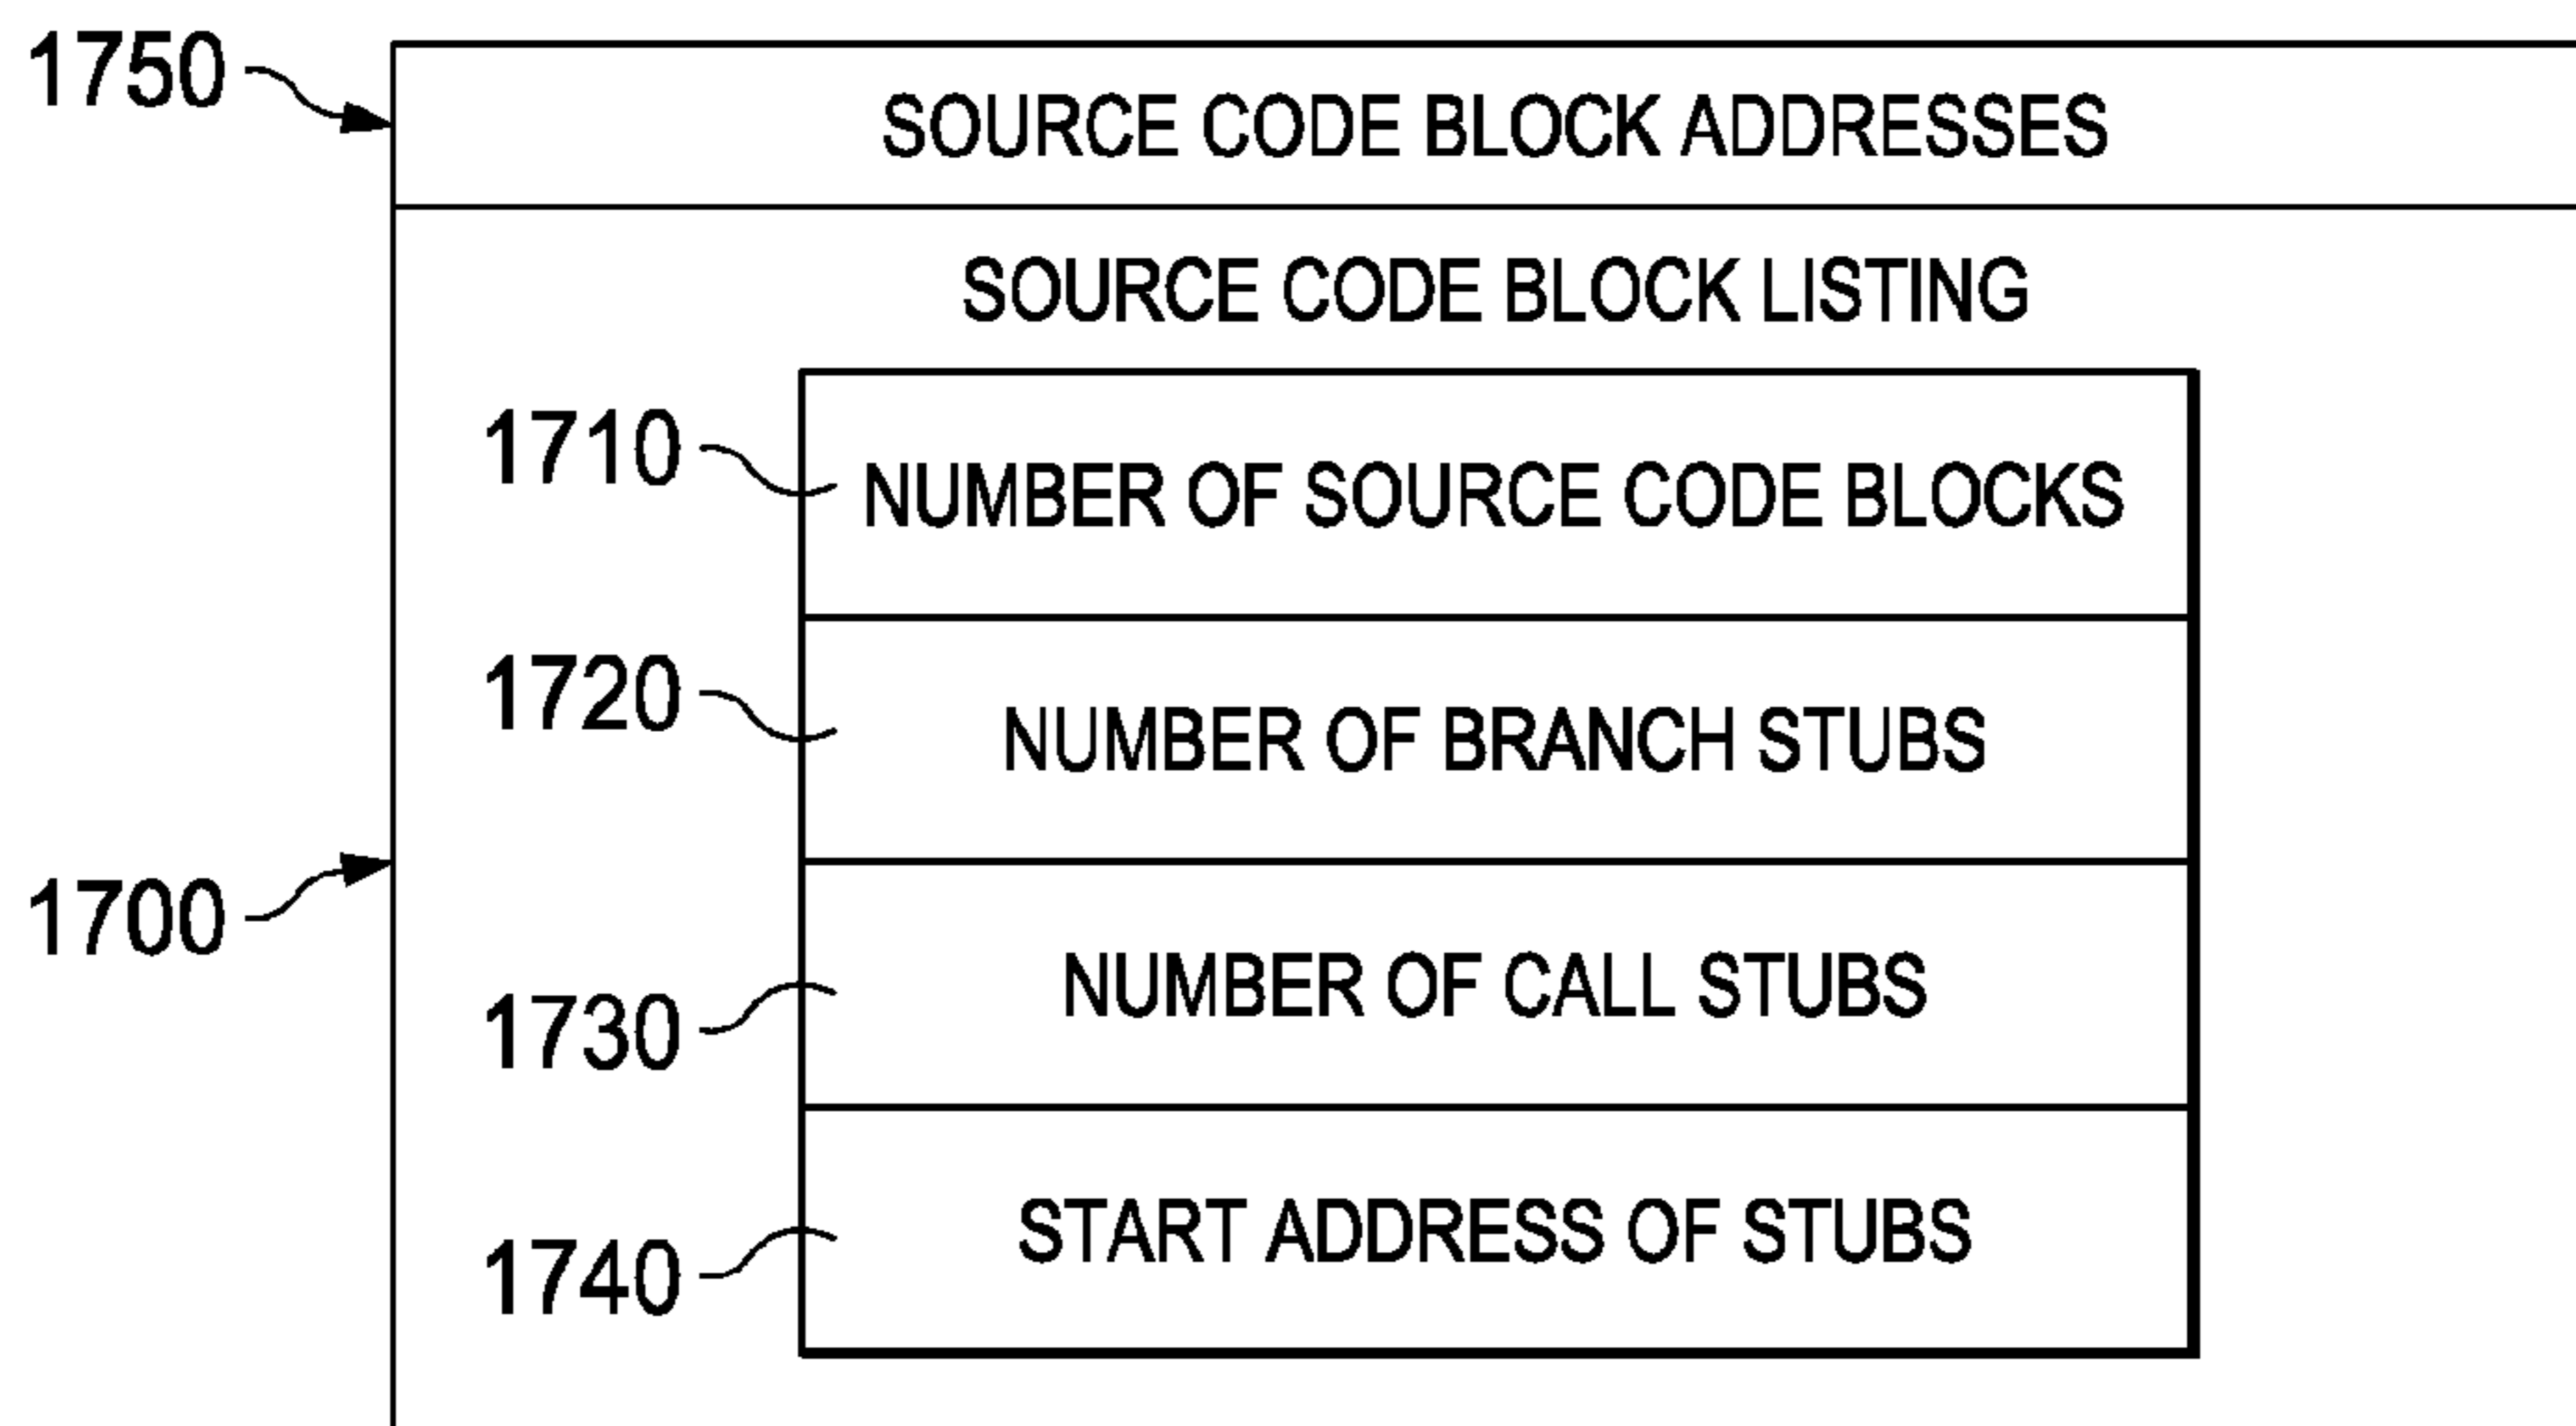 1750
SOURCE CODE BLOCK ADDRESSES
SOURCE CODE BLOCK LISTING
1710
NUMBER OF SOURCE CODE BLOCKS
1720
NUMBER OF BRANCH STUBS
1700
1730
NUMBER OF CALL STUBS
1740
START ADDRESS OF STUBS